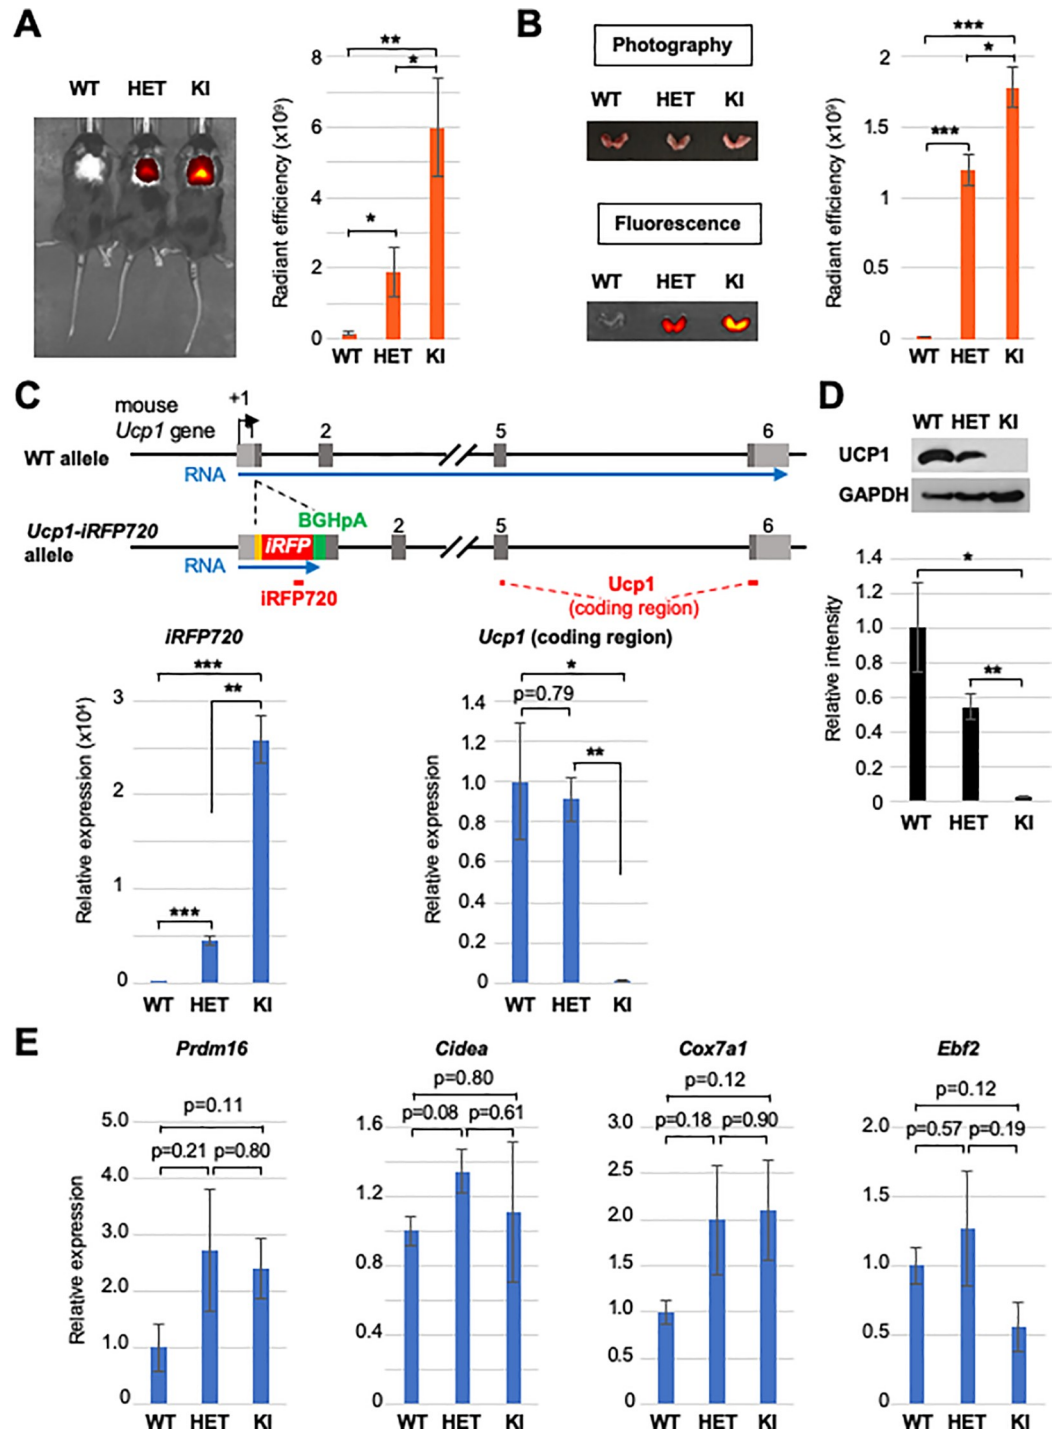 A
WT HET KI
Radiant efficiency (x10⁹)
8
6
4
2
0
**
*
*
WT HET KI
B
Photography
WT HET KI
Fluorescence
WT HET KI
Radiant efficiency (x10⁹)
2
1.5
1
0.5
0
***
*
***
WT HET KI
C
mouse
Ucp1 gene
+1
1 2 5 6
WT allele
RNA
BGHpA
Ucp1-iRFP720
allele
iRFP 2 5 6
RNA
iRFP720
Ucp1
(coding region)
iRFP720
Relative expression (x10⁴)
3
2
1
0
***
**
***
WT HET KI
Ucp1 (coding region)
Relative expression
1.4
1.2
1.0
0.8
0.6
0.4
0.2
0
*
p=0.79
**
WT HET KI
D
WT HET KI
UCP1
GAPDH
Relative intensity
1.4
1.2
1.0
0.8
0.6
0.4
0.2
0
*
**
WT HET KI
E
Prdm16
Relative expression
5.0
4.0
3.0
2.0
1.0
0
p=0.11
p=0.21 p=0.80
WT HET KI
Cidea
1.6
1.2
0.8
0.4
0
p=0.80
p=0.08 p=0.61
WT HET KI
Cox7a1
3.0
2.5
2.0
1.5
1.0
0.5
0
p=0.12
p=0.18 p=0.90
WT HET KI
Ebf2
2.0
1.5
1.0
0.5
0
p=0.12
p=0.57 p=0.19
WT HET KI